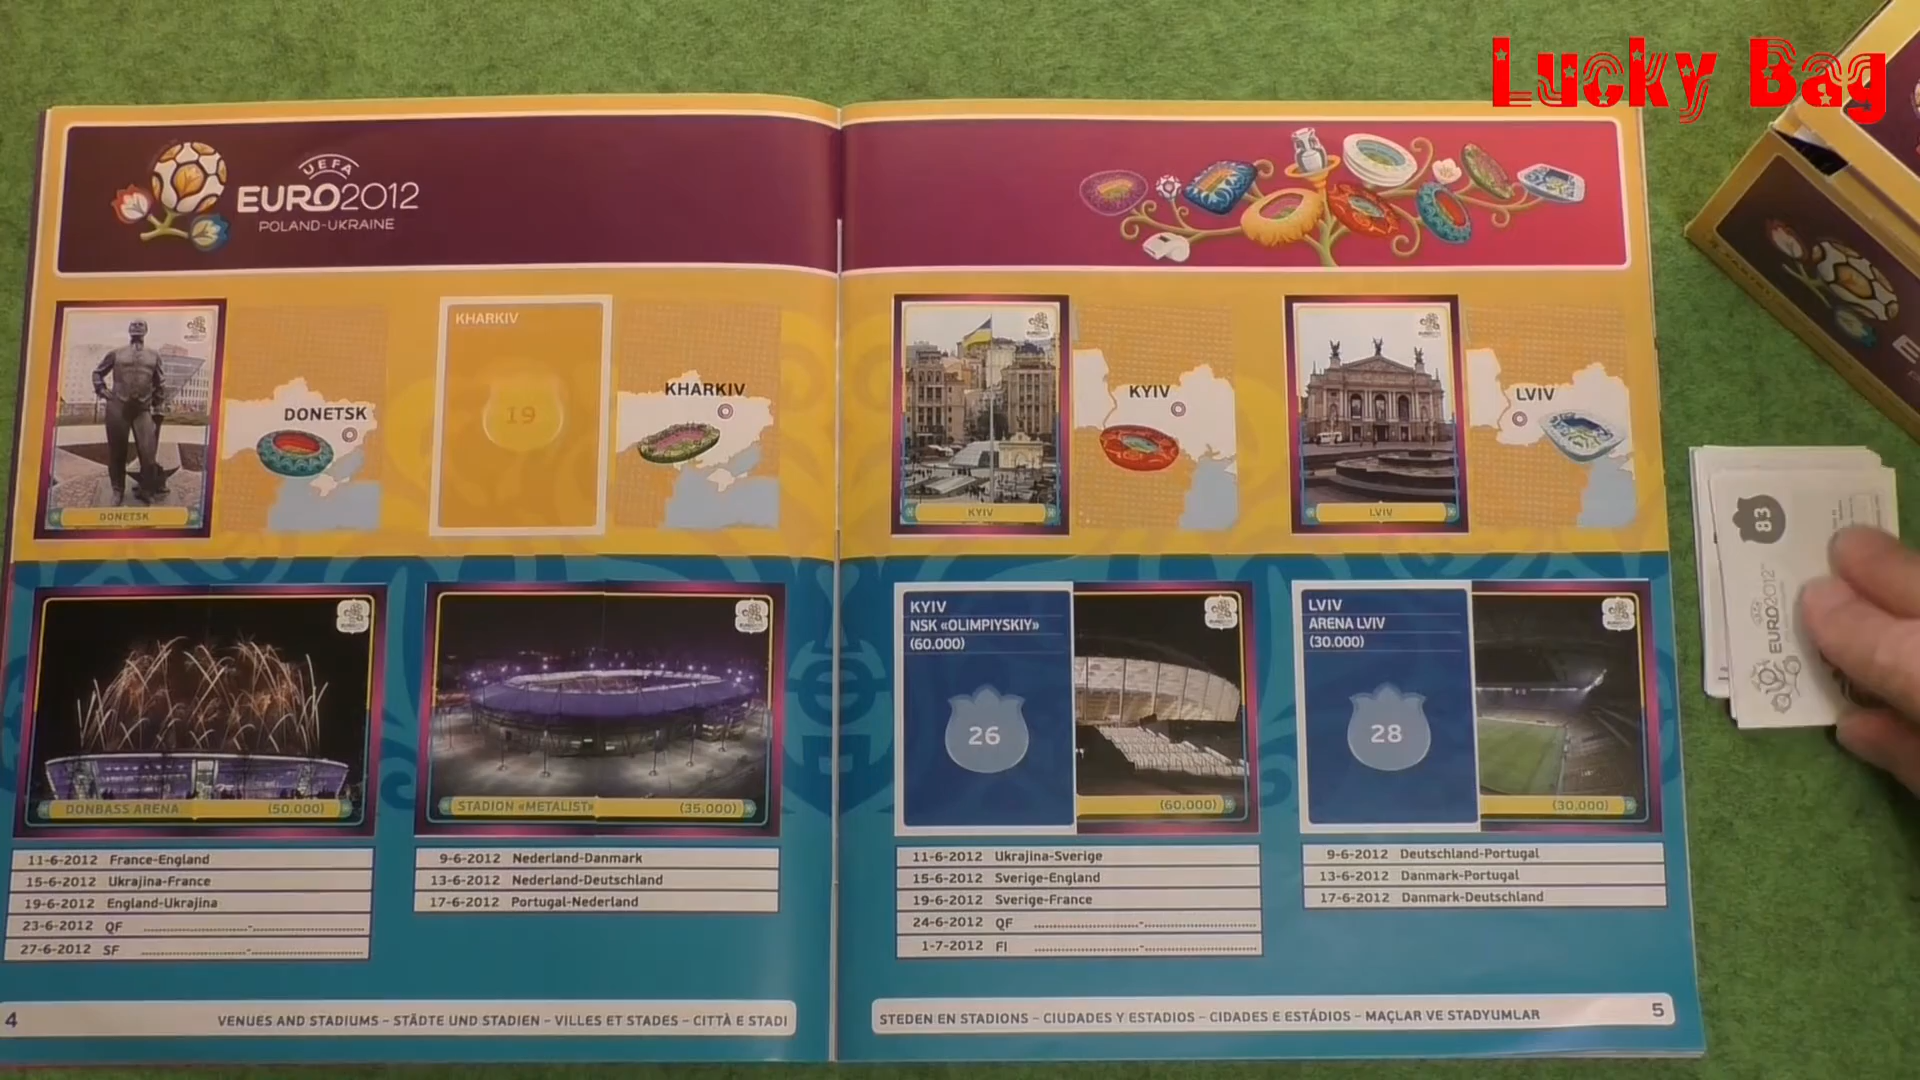 Lucky Bag
UEFA
EURO2012
POLAND-UKRAINE
DONETSK
DONETSK
KHARKIV
19
KHARKIV
KYIV
KYIV
LVIV
LVIV
83
UEFA
EURO2012
DONBASS ARENA (50.000)
STADION «METALIST» (35.000)
KYIV
NSK «OLIMPIYSKIY»
(60.000)
26
(60.000)
LVIV
ARENA LVIV
(30.000)
28
(30.000)
11-6-2012 France-England
15-6-2012 Ukrajina-France
19-6-2012 England-Ukrajina
23-6-2012 QF ........-........
27-6-2012 SF ........-........
9-6-2012 Nederland-Danmark
13-6-2012 Nederland-Deutschland
17-6-2012 Portugal-Nederland
11-6-2012 Ukrajina-Sverige
15-6-2012 Sverige-England
19-6-2012 Sverige-France
24-6-2012 QF ........-........
1-7-2012 FI ........-........
9-6-2012 Deutschland-Portugal
13-6-2012 Danmark-Portugal
17-6-2012 Danmark-Deutschland
4 VENUES AND STADIUMS – STÄDTE UND STADIEN – VILLES ET STADES – CITTÀ E STADI
STEDEN EN STADIONS – CIUDADES Y ESTADIOS – CIDADES E ESTÁDIOS – MAÇLAR VE STADYUMLAR 5